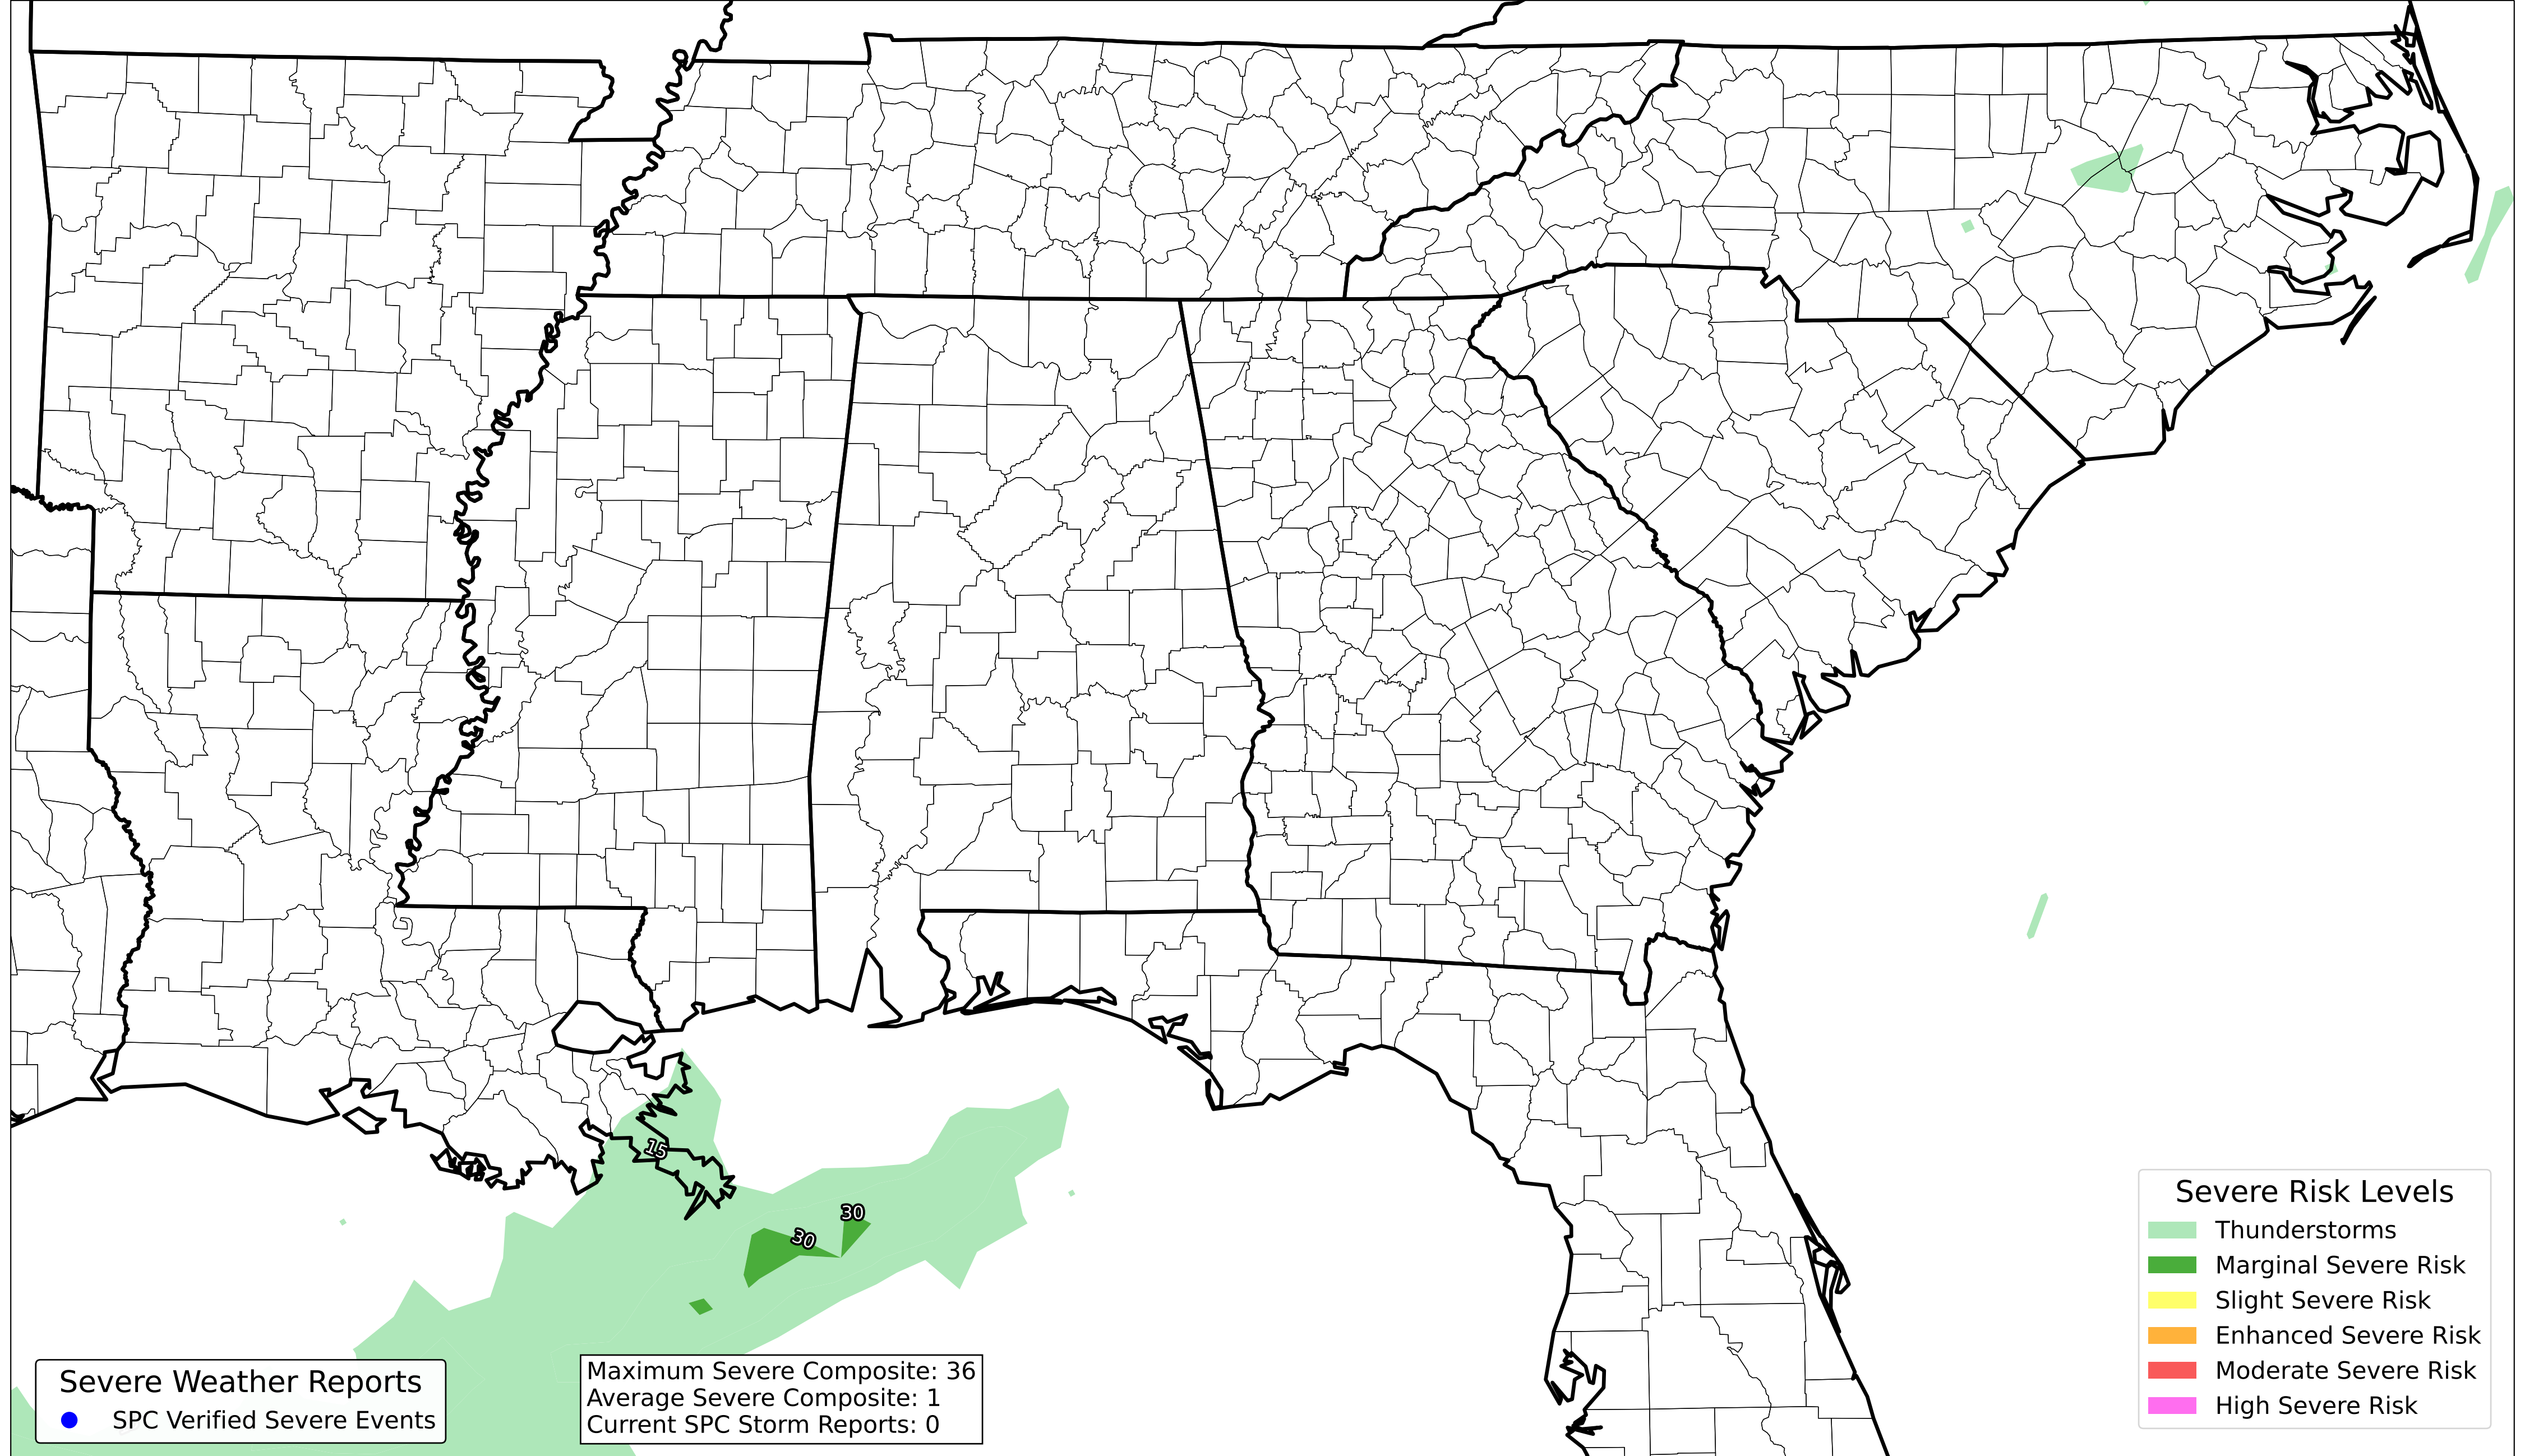 15
30
30
Severe Weather Reports
SPC Verified Severe Events
Maximum Severe Composite: 36
Average Severe Composite: 1
Current SPC Storm Reports: 0
Severe Risk Levels
Thunderstorms
Marginal Severe Risk
Slight Severe Risk
Enhanced Severe Risk
Moderate Severe Risk
High Severe Risk